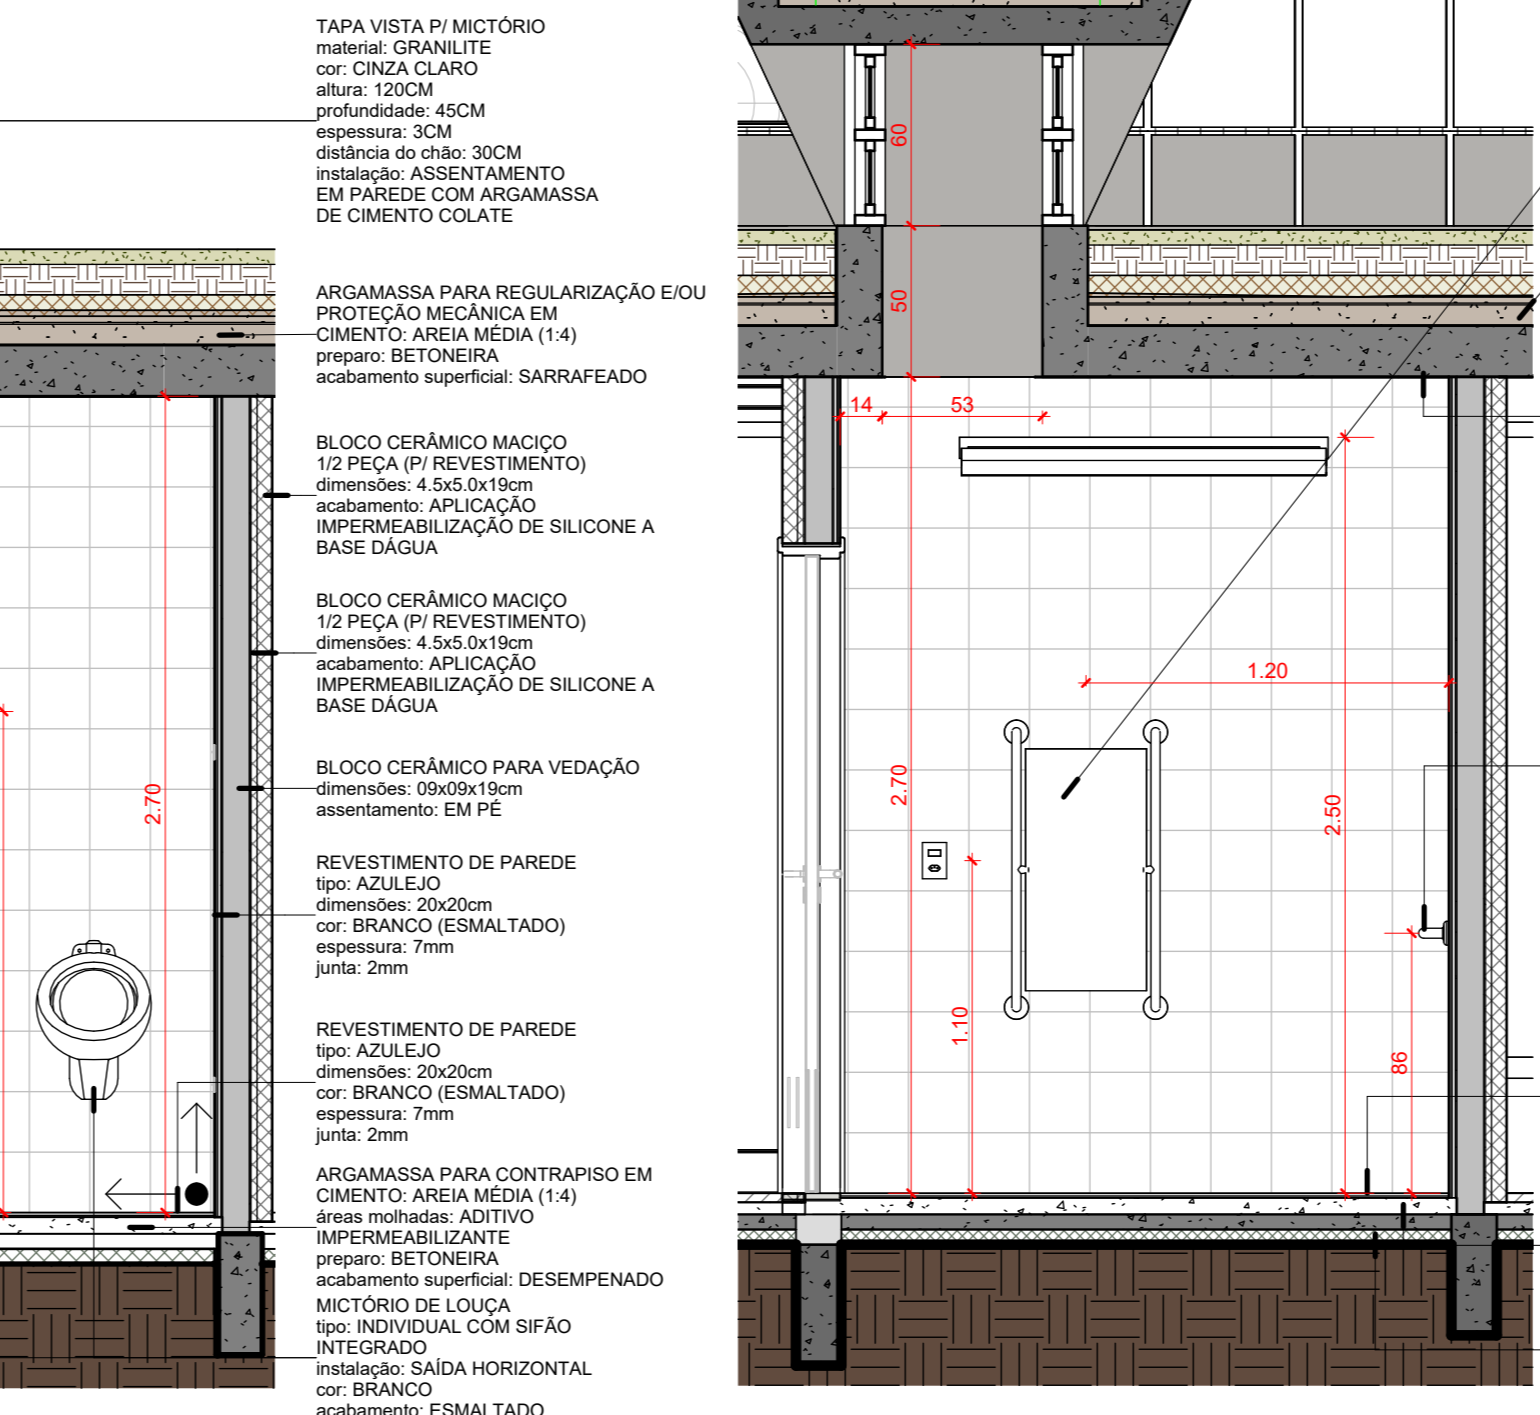 TAPA VISTA P/ MICTÓRIO
material: GRANILITE
cor: CINZA CLARO
altura: 120CM
profundidade: 45CM
espessura: 3CM
distância do chão: 30CM
instalação: ASSENTAMENTO
EM PAREDE COM ARGAMASSA
DE CIMENTO COLATE
ARGAMASSA PARA REGULARIZAÇÃO E/OU
PROTEÇÃO MECÂNICA EM
CIMENTO: AREIA MÉDIA (1:4)
preparo: BETONEIRA
acabamento superficial: SARRAFEADO
BLOCO CERÂMICO MACIÇO
1/2 PEÇA (P/ REVESTIMENTO)
dimensões: 4.5x5.0x19cm
acabamento: APLICAÇÃO
IMPERMEABILIZAÇÃO DE SILICONE A
BASE DÁGUA
BLOCO CERÂMICO MACIÇO
1/2 PEÇA (P/ REVESTIMENTO)
dimensões: 4.5x5.0x19cm
acabamento: APLICAÇÃO
IMPERMEABILIZAÇÃO DE SILICONE A
BASE DÁGUA
BLOCO CERÂMICO PARA VEDAÇÃO
dimensões: 09x09x19cm
assentamento: EM PÉ
REVESTIMENTO DE PAREDE
tipo: AZULEJO
dimensões: 20x20cm
cor: BRANCO (ESMALTADO)
espessura: 7mm
junta: 2mm
REVESTIMENTO DE PAREDE
tipo: AZULEJO
dimensões: 20x20cm
cor: BRANCO (ESMALTADO)
espessura: 7mm
junta: 2mm
ARGAMASSA PARA CONTRAPISO EM
CIMENTO: AREIA MÉDIA (1:4)
áreas molhadas: ADITIVO
IMPERMEABILIZANTE
preparo: BETONEIRA
acabamento superficial: DESEMPENADO
MICTÓRIO DE LOUÇA
tipo: INDIVIDUAL COM SIFÃO
INTEGRADO
instalação: SAÍDA HORIZONTAL
cor: BRANCO
acabamento: ESMALTADO
2.70
60
50
14
53
1.20
2.70
2.50
1.10
86